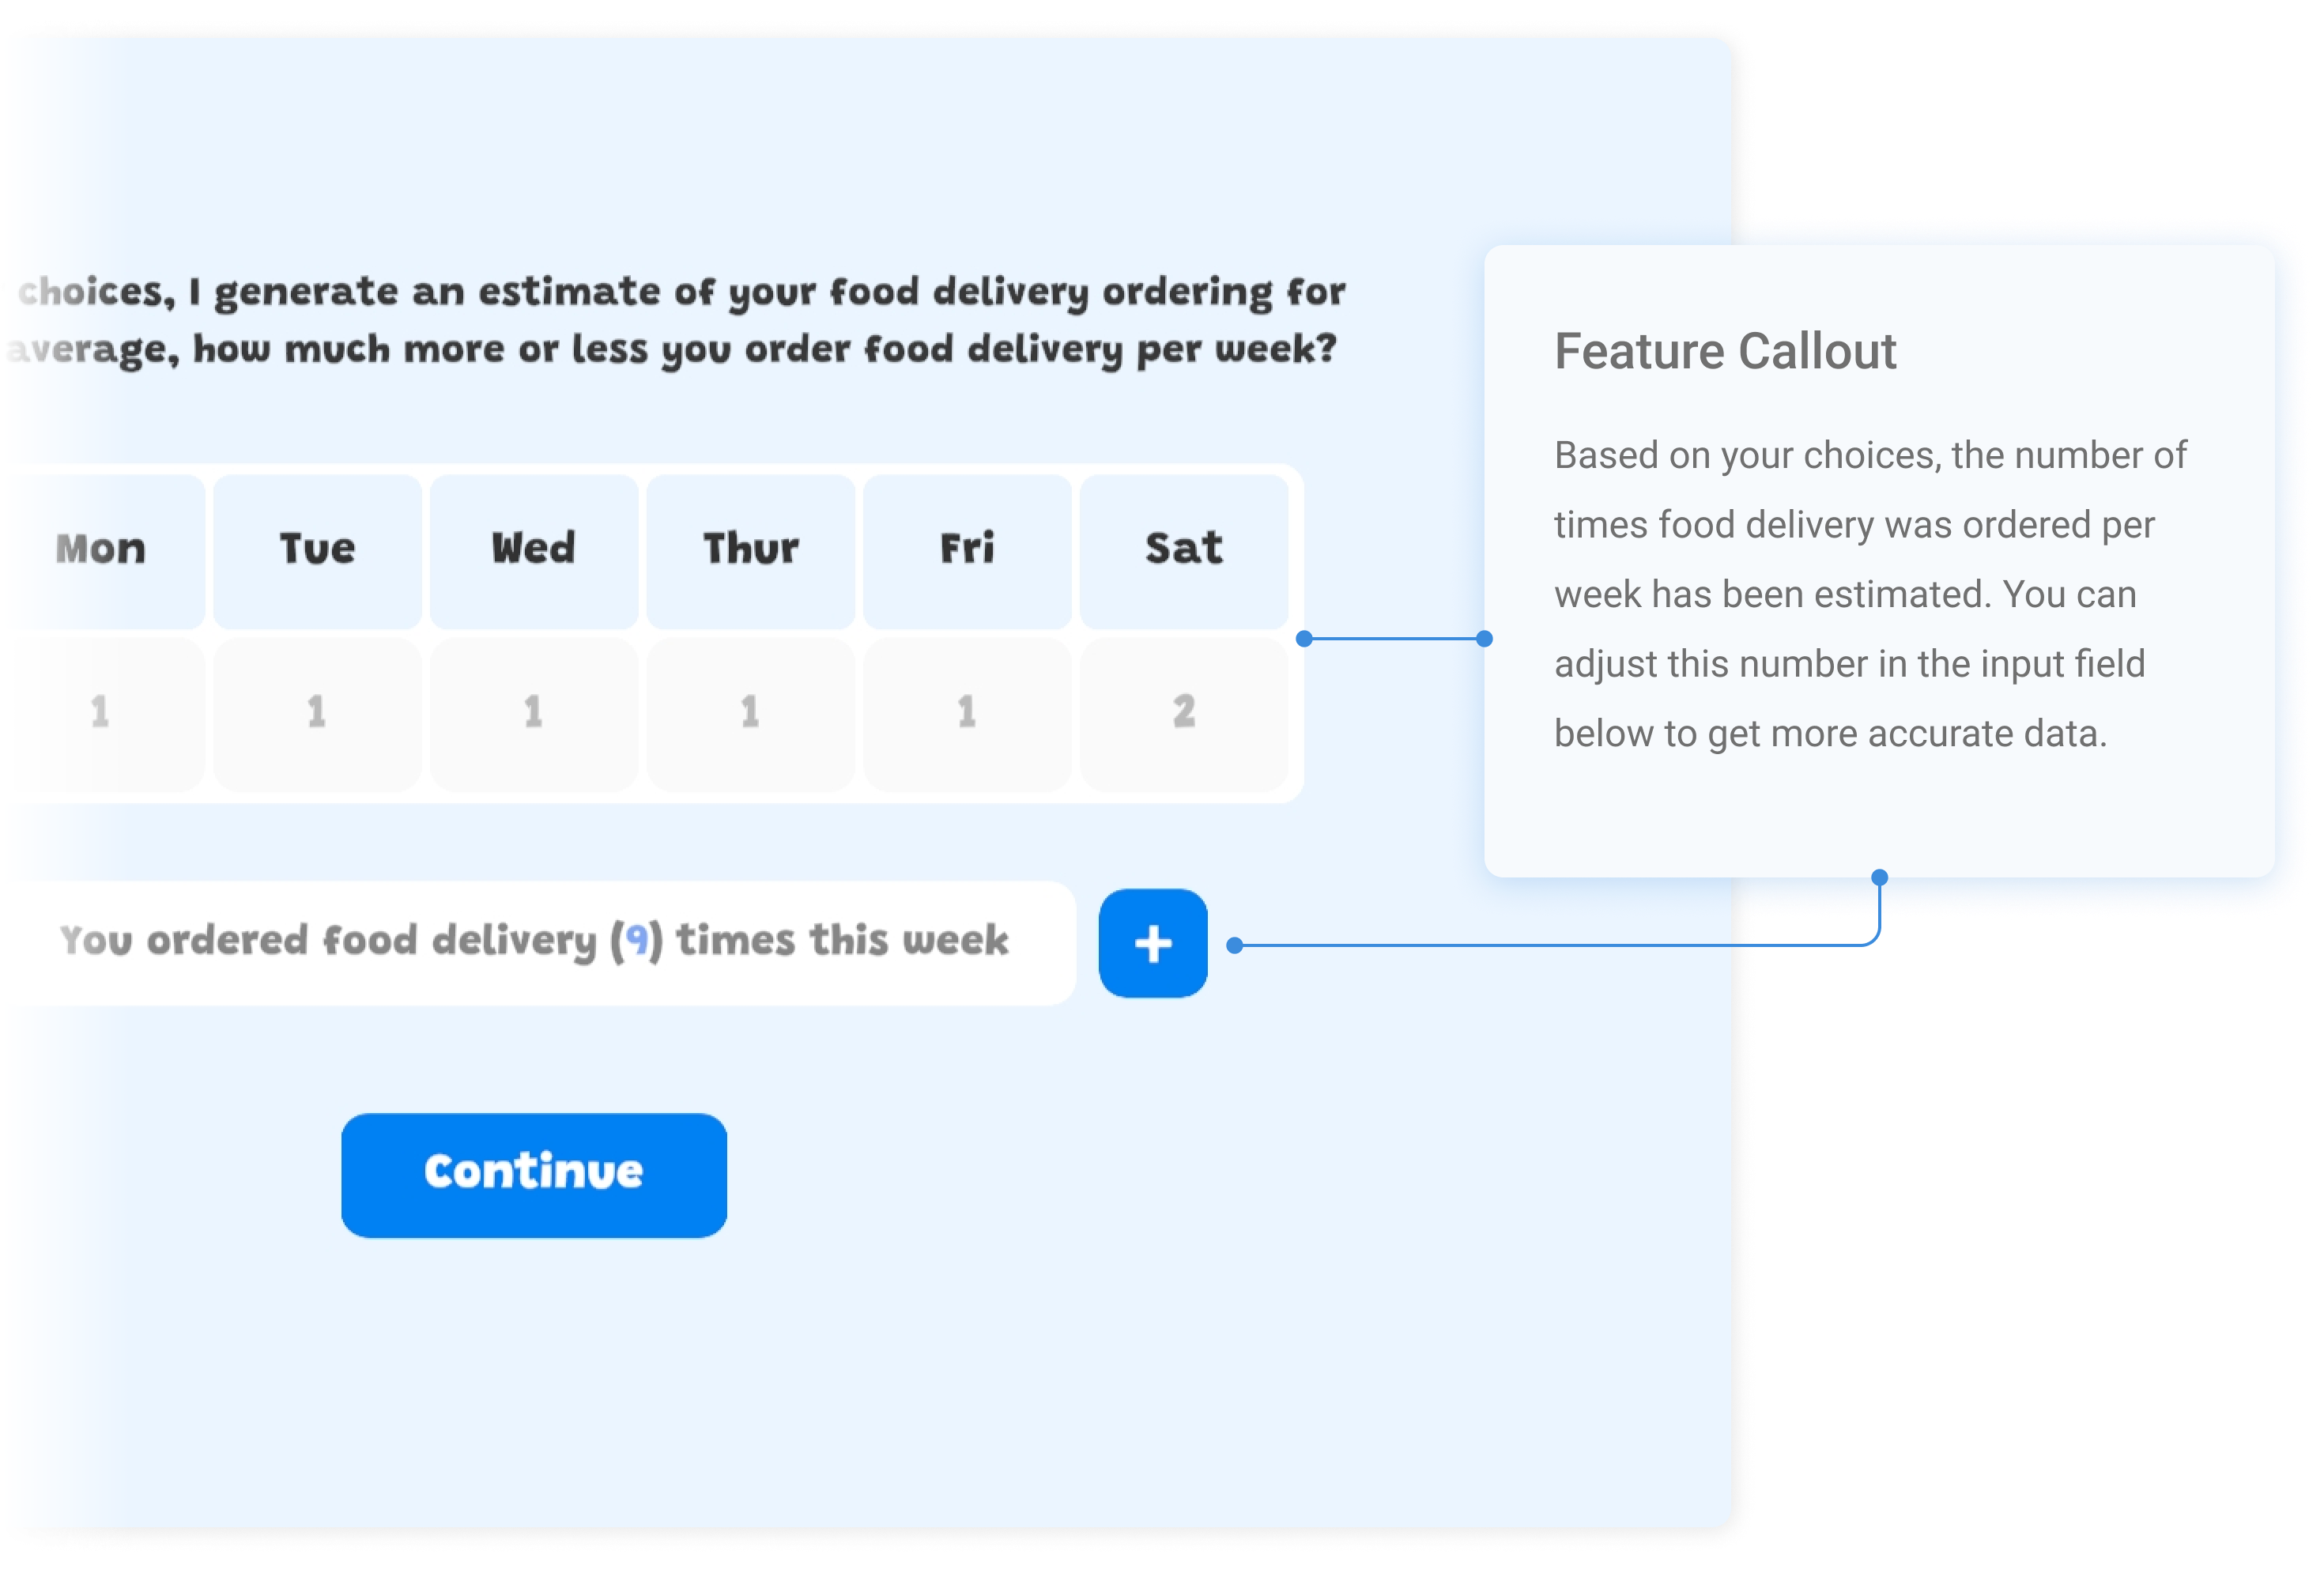 choices, I generate an estimate of your food delivery ordering for
average, how much more or less you order food delivery per week?
Mon Tue Wed Thur Fri Sat
1 1 1 1 1 2
You ordered food delivery (9) times this week +
Continue
Feature Callout
Based on your choices, the number of
times food delivery was ordered per
week has been estimated. You can
adjust this number in the input field
below to get more accurate data.